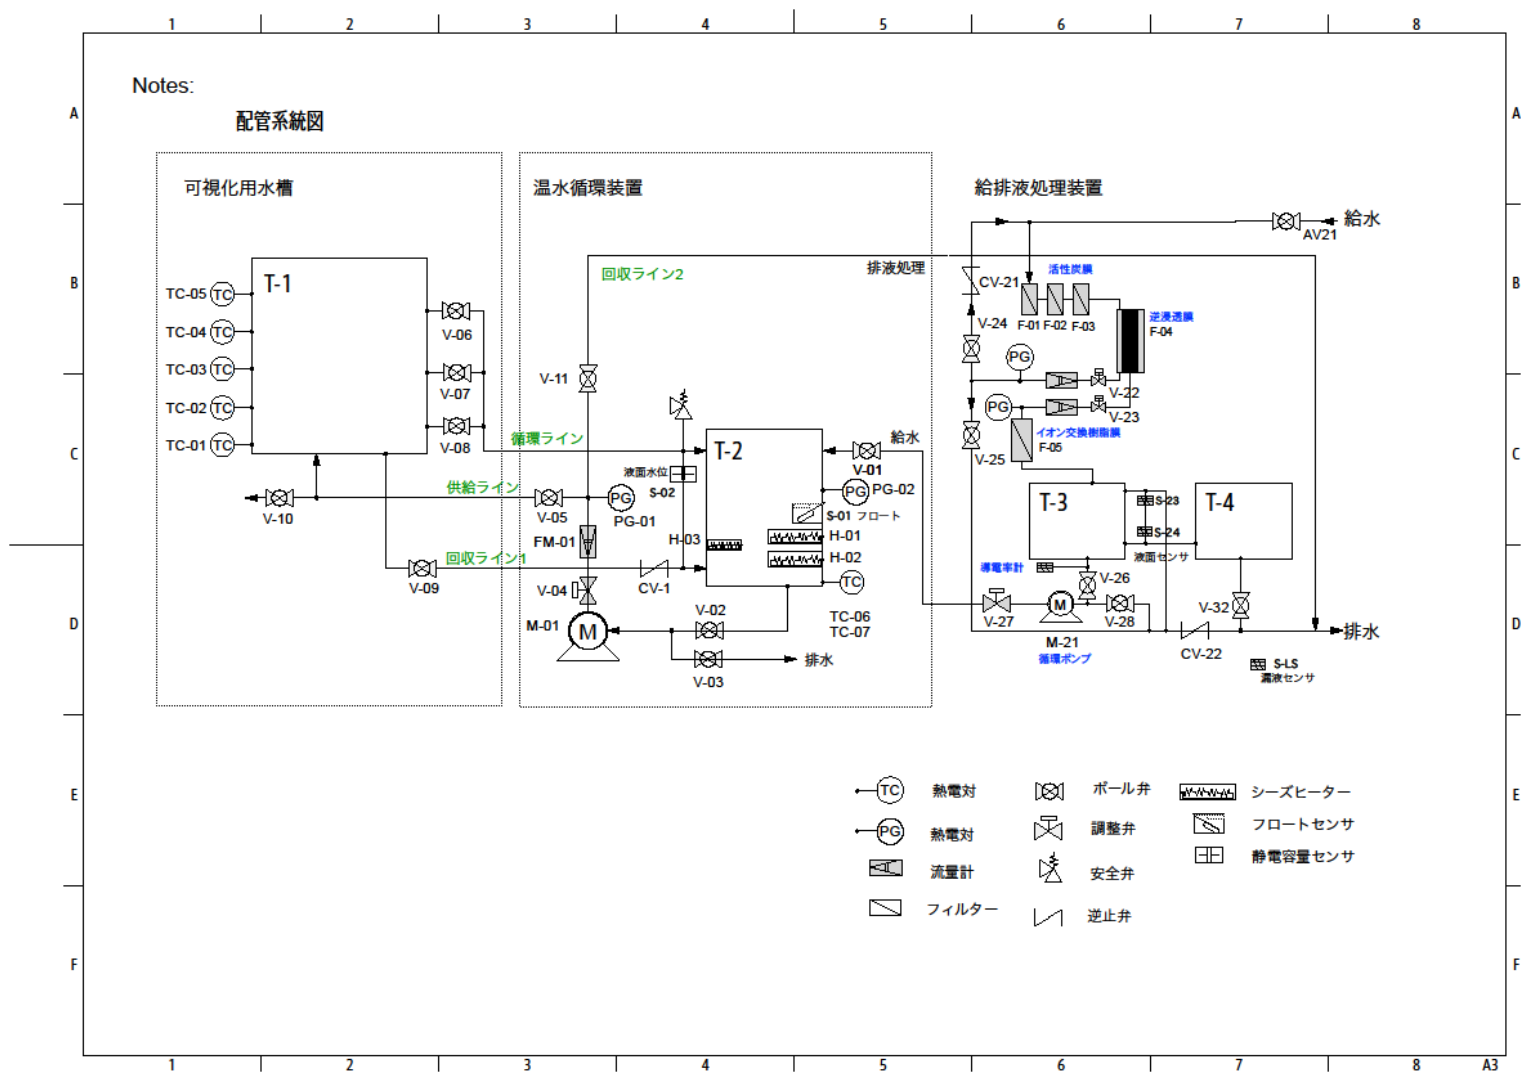 1 2 3 4 5 6 7 8
Notes:
A A
配管系統図
可視化用水槽
温水循環装置
給排液処理装置
給水
AV21
B B
T-1
回収ライン2
排液処理
CV-21
活性炭膜
F-01 F-02 F-03
逆浸透膜
F-04
V-24
TC-05 TC
TC-04 TC
TC-03 TC
TC-02 TC
TC-01 TC
V-06
V-07
V-08
V-11
PG
V-22
PG
V-23
イオン交換樹脂膜
F-05
V-25
C C
循環ライン
T-2
給水
V-01
液面水位
S-02
PG PG-02
供給ライン
V-10
V-05
PG
PG-01
S-01 フロート
T-3
S-23
T-4
S-24
液面センサ
FM-01
H-03
H-01
H-02
回収ライン1
V-09
CV-1
TC
導電率計
V-26
V-04
V-02
TC-06
TC-07
M
V-27
V-28
V-32
D D
M-01
M
M-21
循環ポンプ
CV-22
排水
排水
V-03
S-LS
漏液センサ
E E
TC 熱電対
ボール弁
シーズヒーター
PG 熱電対
調整弁
フロートセンサ
流量計
安全弁
静電容量センサ
フィルター
逆止弁
F F
1 2 3 4 5 6 7 8 A3